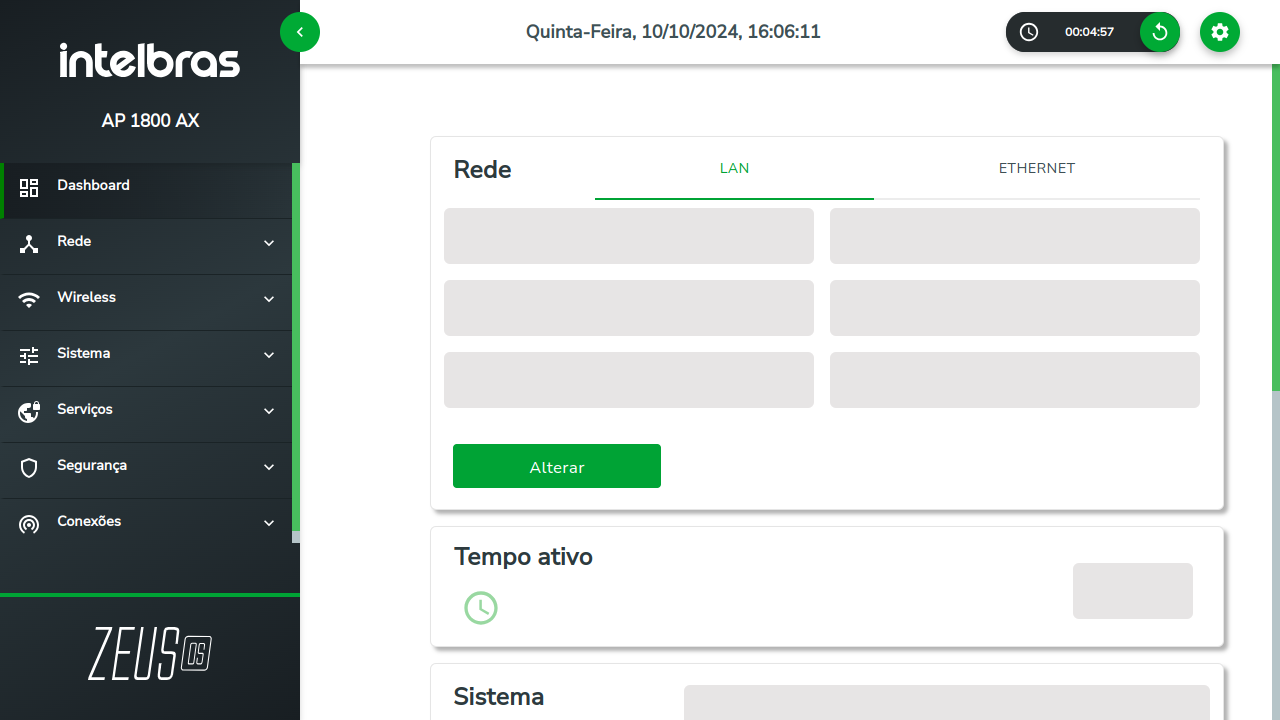 intelbras
AP 1800 AX
Dashboard
Rede
Wireless
Sistema
Serviços
Segurança
Conexões
ZEUS OS
Quinta-Feira, 10/10/2024, 16:06:11
00:04:57
Rede
LAN
ETHERNET
Alterar
Tempo ativo
Sistema